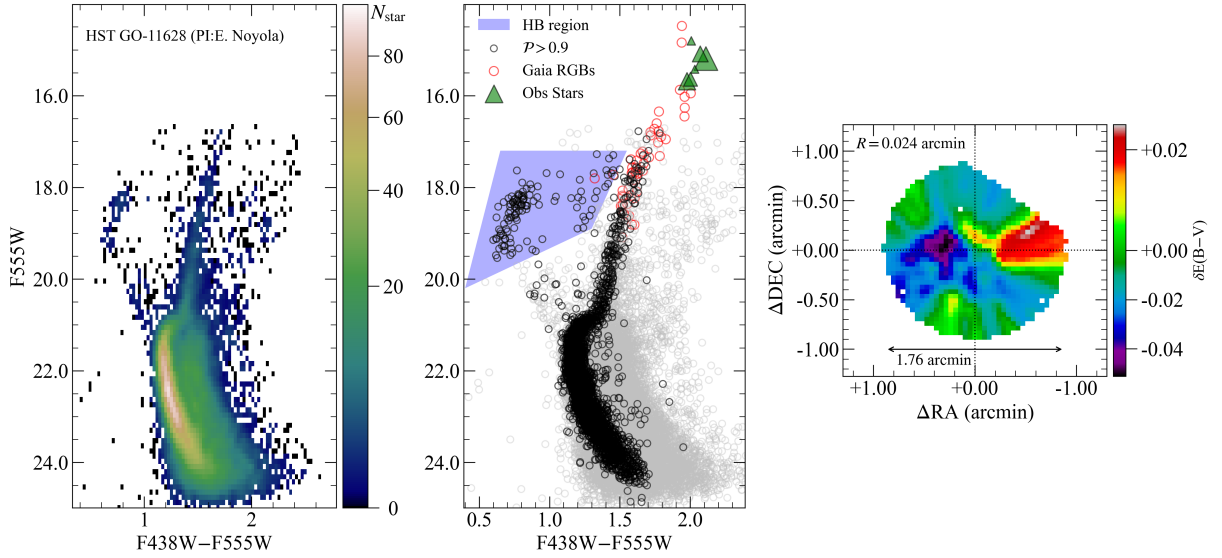 HST GO-11628 (PI:E. Noyola)
N_star
80
60
40
20
0
F555W
16.0
18.0
20.0
22.0
24.0
1
2
F438W−F555W
HB region
P > 0.9
Gaia RGBs
Obs Stars
16.0
18.0
20.0
22.0
24.0
0.5
1.0
1.5
2.0
F438W−F555W
R = 0.024 arcmin
1.76 arcmin
ΔDEC (arcmin)
+1.00
+0.50
+0.00
-0.50
-1.00
+1.00
+0.00
-1.00
ΔRA (arcmin)
+0.02
+0.00
-0.02
-0.04
δE(B−V)